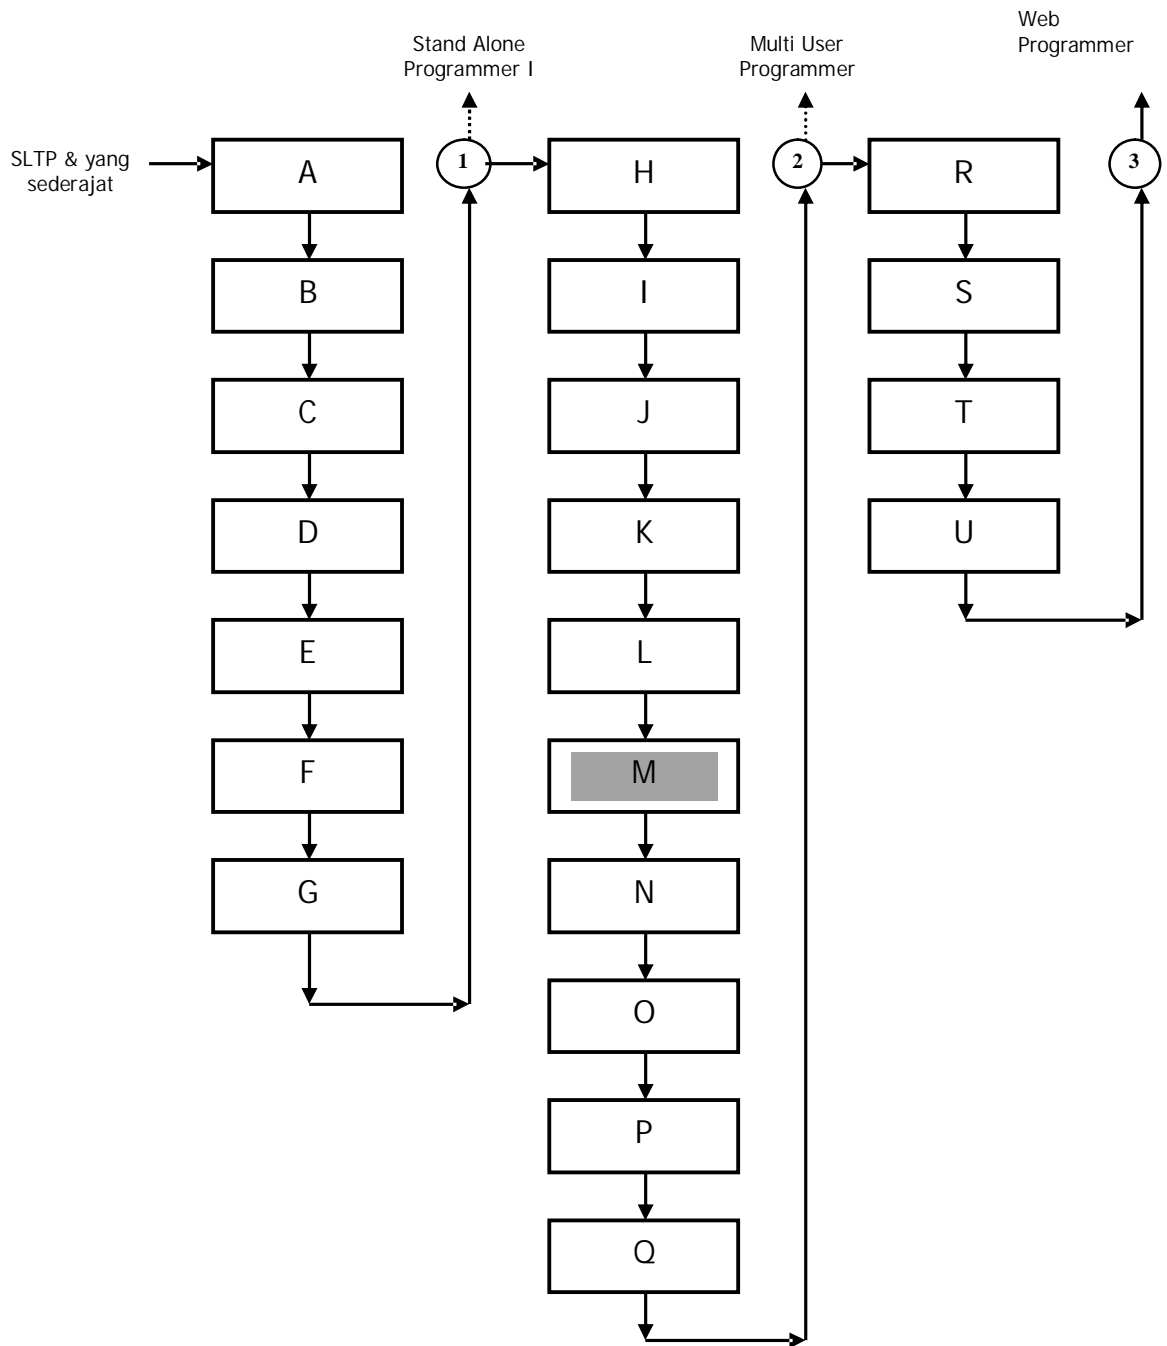 Web
Programmer
Stand Alone
Programmer I
Multi User
Programmer
SLTP & yang
sederajat
A
1
H
2
R
3
B
I
S
C
J
T
D
K
U
E
L
F
M
G
N
O
P
Q